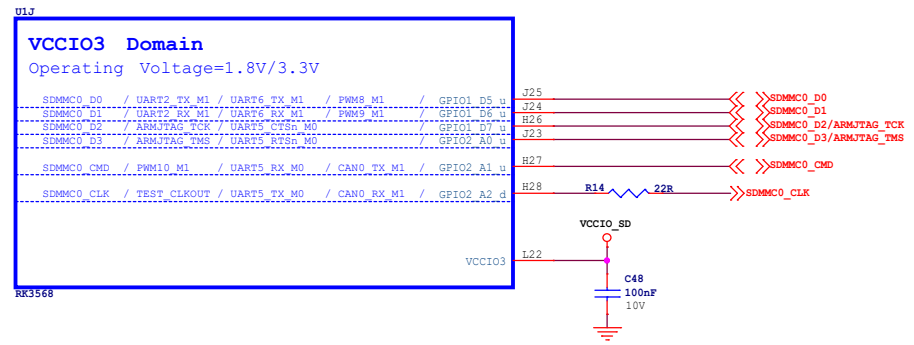 U1J
VCCIO3 Domain
Operating Voltage=1.8V/3.3V
SDMMC0_D0 / UART2_TX_M1 / UART6_TX_M1 / PWM8_M1 / GPIO1_D5_u J25 SDMMC0_D0
SDMMC0_D1 / UART2_RX_M1 / UART6_RX_M1 / PWM9_M1 / GPIO1_D6_u J24 SDMMC0_D1
SDMMC0_D2 / ARMJTAG_TCK / UART5_CTSn_M0 / GPIO1_D7_u H26 SDMMC0_D2/ARMJTAG_TCK
SDMMC0_D3 / ARMJTAG_TMS / UART5_RTSn_M0 / GPIO2_A0_u J23 SDMMC0_D3/ARMJTAG_TMS
SDMMC0_CMD / PWM10_M1 / UART5_RX_M0 / CAN0_TX_M1 / GPIO2_A1_u H27 SDMMC0_CMD
SDMMC0_CLK / TEST_CLKOUT / UART5_TX_M0 / CAN0_RX_M1 / GPIO2_A2_d H28 R14 22R SDMMC0_CLK
VCCIO_SD
VCCIO3 L22
C48
100nF
10V
RK3568